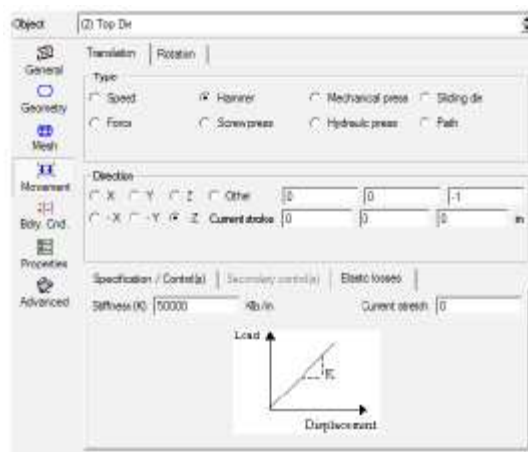 Object (2) Top Die
General
Geometry
Mesh
Movement
Bdry. Cnd.
Properties
Advanced
Translation Rotation
Type
Speed Hammer Mechanical press Sliding die
Force Screw press Hydraulic press Path
Direction
X Y Z Other 0 0 -1
-X -Y -Z Current stroke 0 0 0 in
Specification / Control(s) Secondary control(s) Elastic losses
Stiffness (K) 50000 Klb/in Current stretch 0
Load
K
Displacement